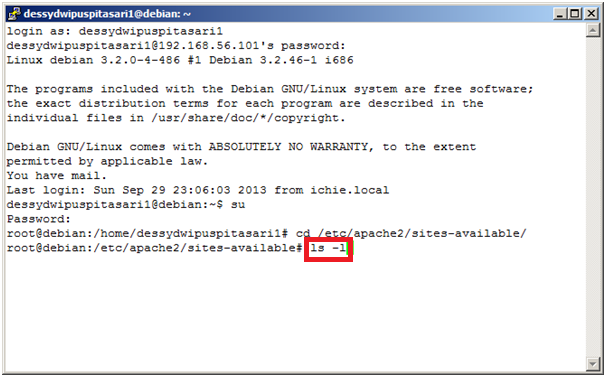 dessydwipuspitasari1@debian: ~
login as: dessydwipuspitasari1
dessydwipuspitasari1@192.168.56.101's password:
Linux debian 3.2.0-4-486 #1 Debian 3.2.46-1 i686
The programs included with the Debian GNU/Linux system are free software;
the exact distribution terms for each program are described in the
individual files in /usr/share/doc/*/copyright.
Debian GNU/Linux comes with ABSOLUTELY NO WARRANTY, to the extent
permitted by applicable law.
You have mail.
Last login: Sun Sep 29 23:06:03 2013 from ichie.local
dessydwipuspitasari1@debian:~$ su
Password:
root@debian:/home/dessydwipuspitasari1# cd /etc/apache2/sites-available/
root@debian:/etc/apache2/sites-available# ls -l